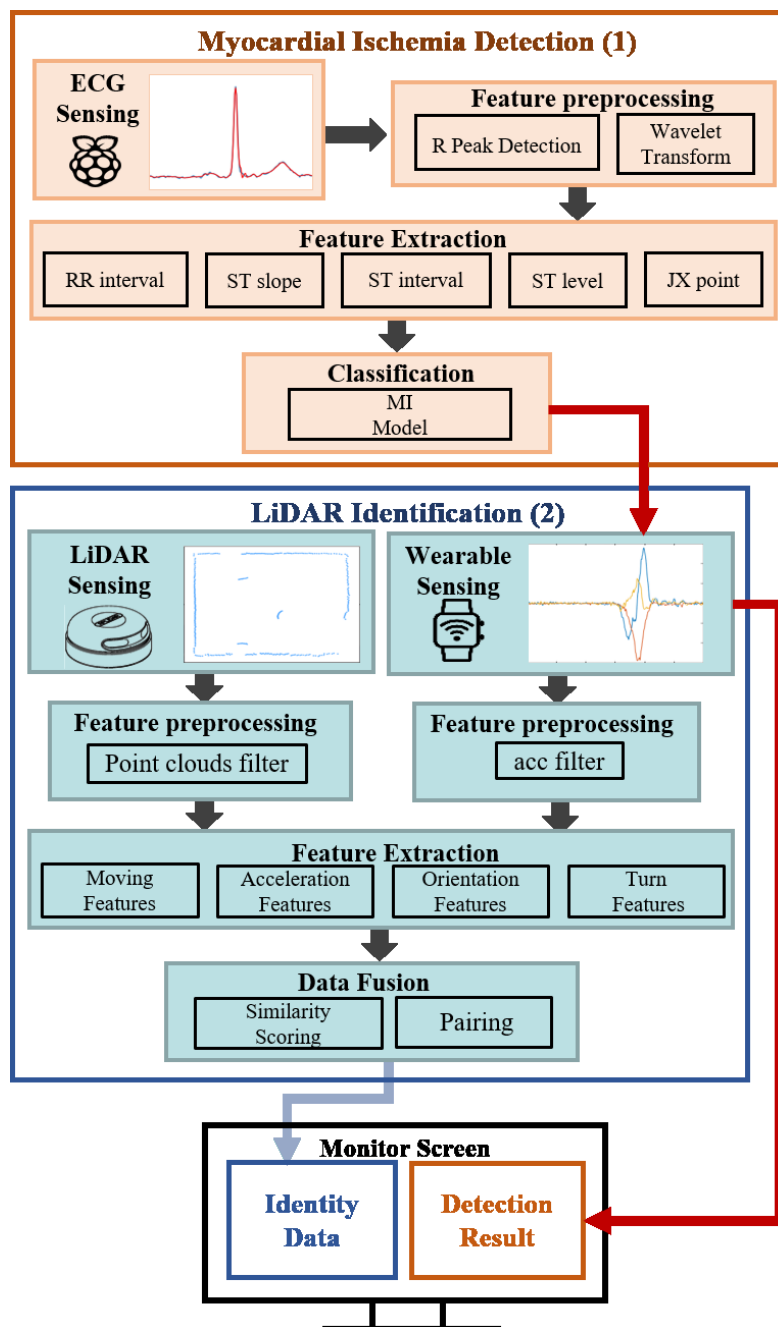 Myocardial Ischemia Detection (1)
ECG
Sensing
Feature preprocessing
R Peak Detection
Wavelet
Transform
Feature Extraction
RR interval
ST slope
ST interval
ST level
JX point
Classification
MI
Model
LiDAR Identification (2)
LiDAR
Sensing
Wearable
Sensing
Feature preprocessing
Point clouds filter
Feature preprocessing
acc filter
Feature Extraction
Moving
Features
Acceleration
Features
Orientation
Features
Turn
Features
Data Fusion
Similarity
Scoring
Pairing
Monitor Screen
Identity
Data
Detection
Result